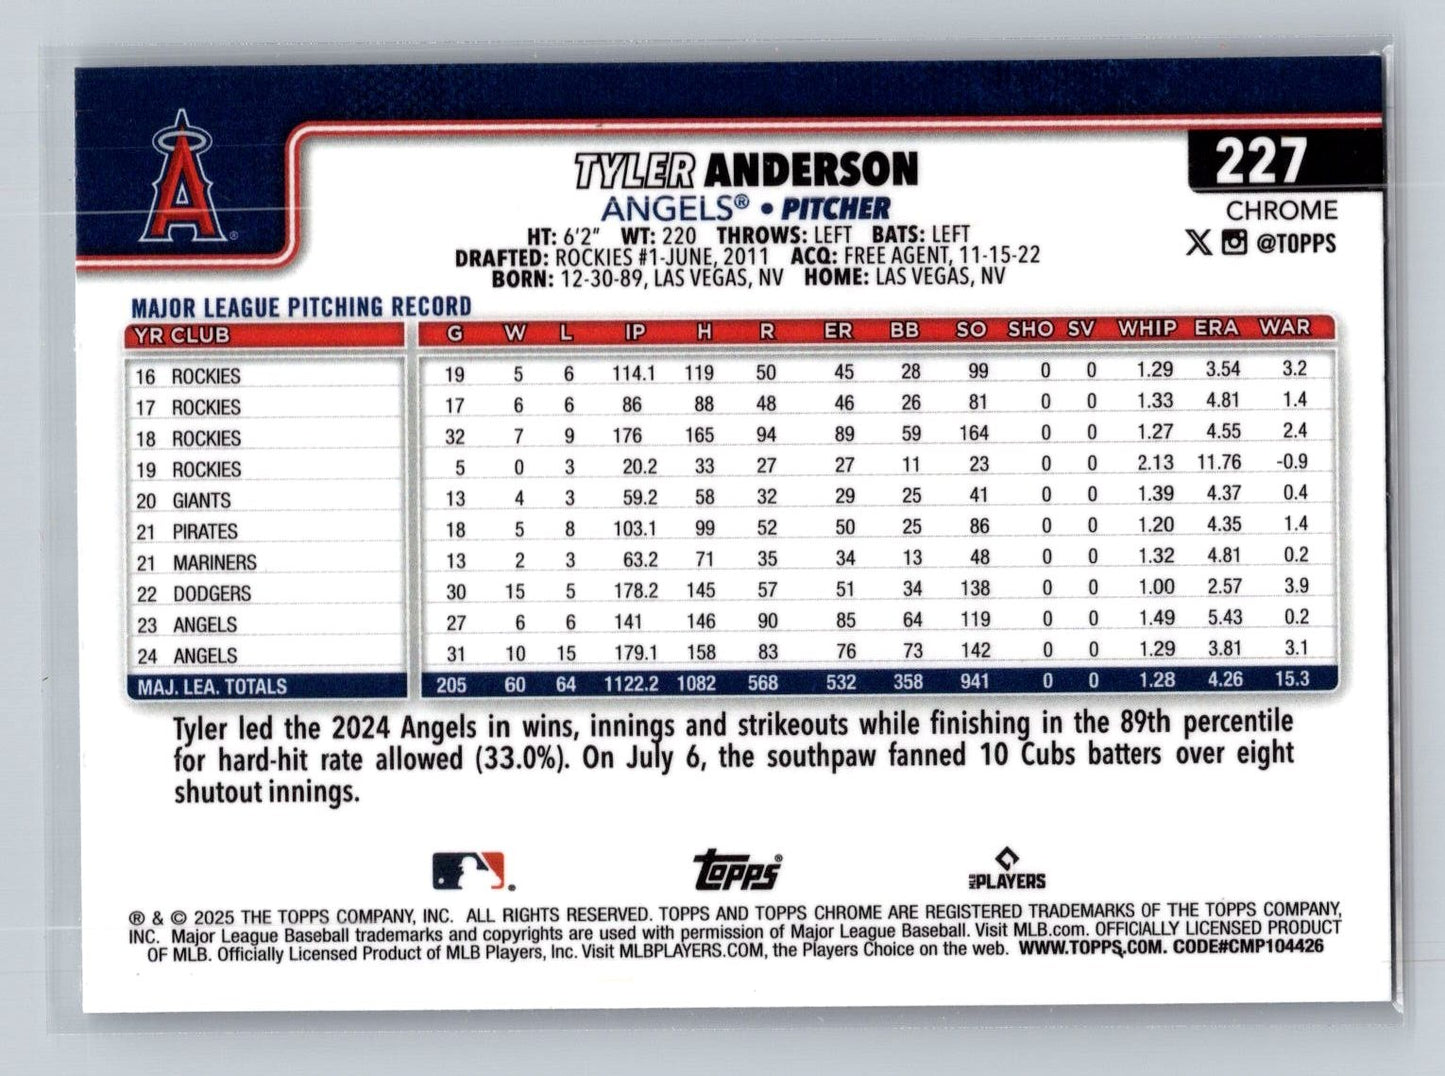 A ®
TYLER ANDERSON
227
ANGELS® • PITCHER
CHROME
HT: 6'2" WT: 220 THROWS: LEFT BATS: LEFT
X @TOPPS
DRAFTED: ROCKIES #1-JUNE, 2011 ACQ: FREE AGENT, 11-15-22
BORN: 12-30-89, LAS VEGAS, NV HOME: LAS VEGAS, NV
MAJOR LEAGUE PITCHING RECORD
YR CLUB G W L IP H R ER BB SO SHO SV WHIP ERA WAR
16 ROCKIES 19 5 6 114.1 119 50 45 28 99 0 0 1.29 3.54 3.2
17 ROCKIES 17 6 6 86 88 48 46 26 81 0 0 1.33 4.81 1.4
18 ROCKIES 32 7 9 176 165 94 89 59 164 0 0 1.27 4.55 2.4
19 ROCKIES 5 0 3 20.2 33 27 27 11 23 0 0 2.13 11.76 -0.9
20 GIANTS 13 4 3 59.2 58 32 29 25 41 0 0 1.39 4.37 0.4
21 PIRATES 18 5 8 103.1 99 52 50 25 86 0 0 1.20 4.35 1.4
21 MARINERS 13 2 3 63.2 71 35 34 13 48 0 0 1.32 4.81 0.2
22 DODGERS 30 15 5 178.2 145 57 51 34 138 0 0 1.00 2.57 3.9
23 ANGELS 27 6 6 141 146 90 85 64 119 0 0 1.49 5.43 0.2
24 ANGELS 31 10 15 179.1 158 83 76 73 142 0 0 1.29 3.81 3.1
MAJ. LEA. TOTALS 205 60 64 1122.2 1082 568 532 358 941 0 0 1.28 4.26 15.3
Tyler led the 2024 Angels in wins, innings and strikeouts while finishing in the 89th percentile
for hard-hit rate allowed (33.0%). On July 6, the southpaw fanned 10 Cubs batters over eight
shutout innings.
Topps® MLB PLAYERS
® & © 2025 THE TOPPS COMPANY, INC. ALL RIGHTS RESERVED. TOPPS AND TOPPS CHROME ARE REGISTERED TRADEMARKS OF THE TOPPS COMPANY,
INC. Major League Baseball trademarks and copyrights are used with permission of Major League Baseball. Visit MLB.com. OFFICIALLY LICENSED PRODUCT
OF MLB. Officially Licensed Product of MLB Players, Inc. Visit MLBPLAYERS.COM, the Players Choice on the web. WWW.TOPPS.COM. CODE#CMP104426